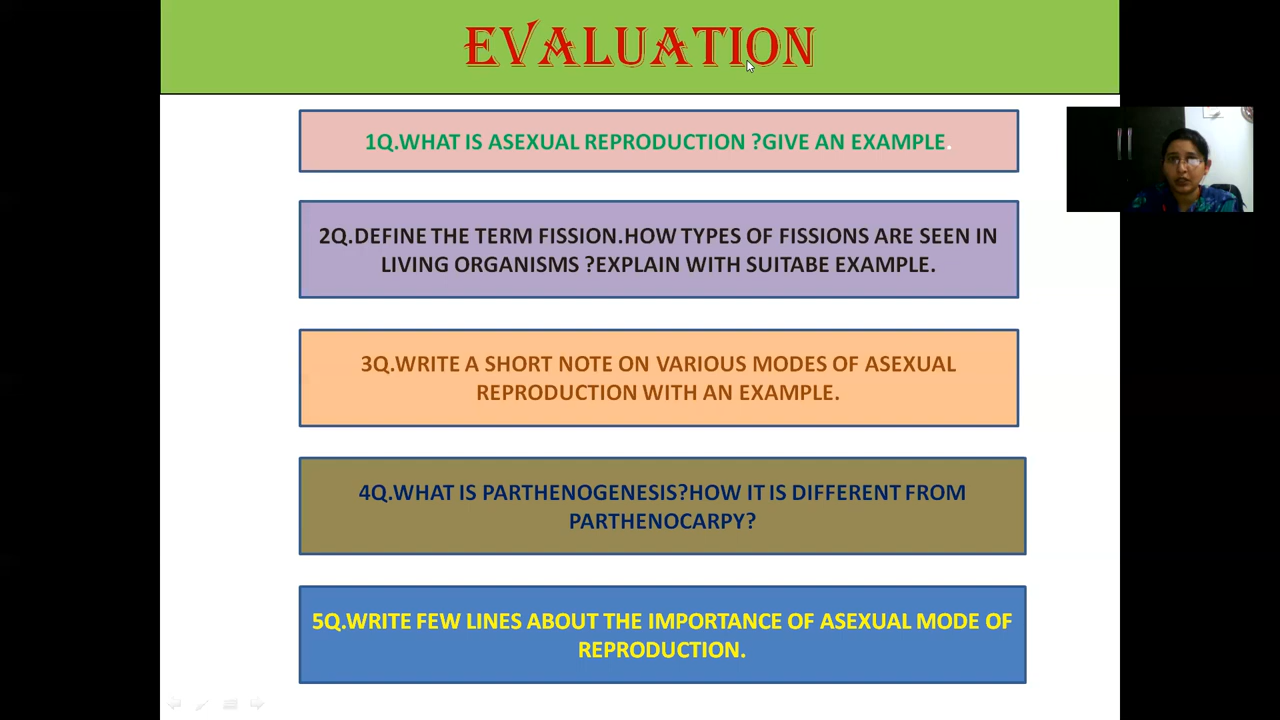 EVALUATION
1Q.WHAT IS ASEXUAL REPRODUCTION ?GIVE AN EXAMPLE.
2Q.DEFINE THE TERM FISSION.HOW TYPES OF FISSIONS ARE SEEN IN
LIVING ORGANISMS ?EXPLAIN WITH SUITABE EXAMPLE.
3Q.WRITE A SHORT NOTE ON VARIOUS MODES OF ASEXUAL
REPRODUCTION WITH AN EXAMPLE.
4Q.WHAT IS PARTHENOGENESIS?HOW IT IS DIFFERENT FROM
PARTHENOCARPY?
5Q.WRITE FEW LINES ABOUT THE IMPORTANCE OF ASEXUAL MODE OF
REPRODUCTION.